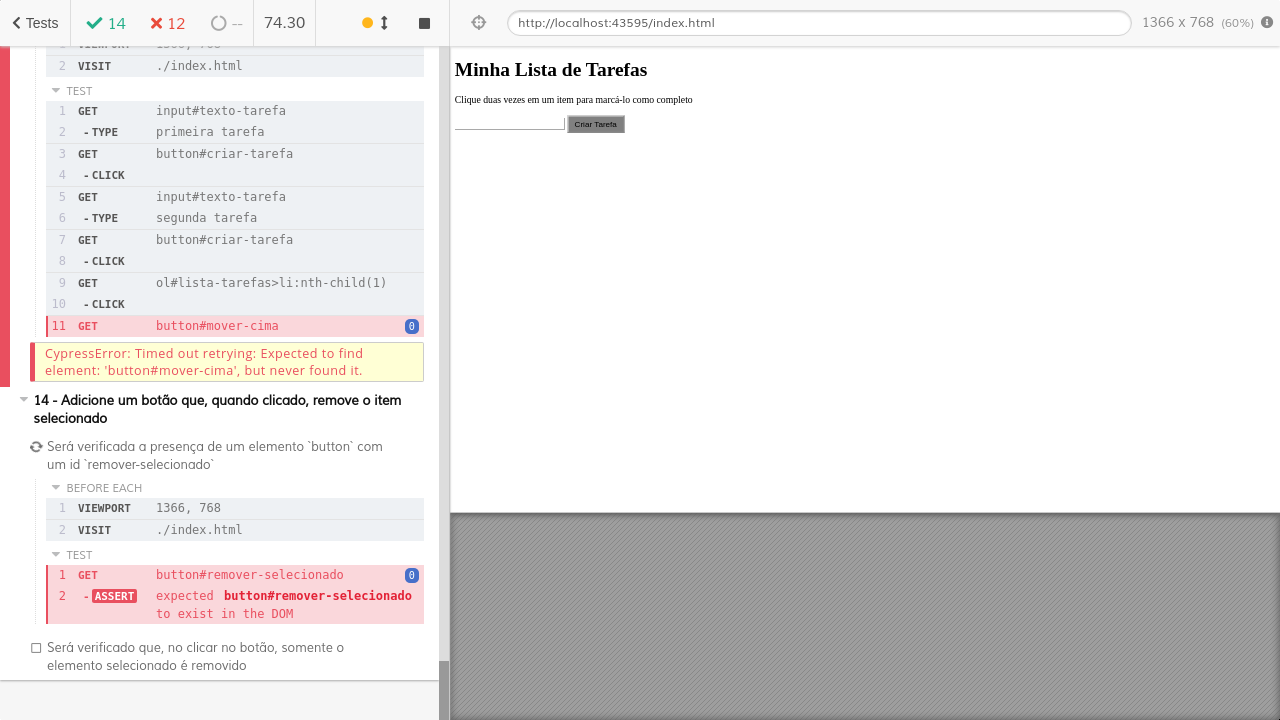 Tests 14 12 -- 74.30 http://localhost:43595/index.html 1366 x 768 (60%)
1 VIEWPORT 1366, 768
2 VISIT ./index.html
TEST
1 GET input#texto-tarefa
2 - TYPE primeira tarefa
3 GET button#criar-tarefa
4 - CLICK
5 GET input#texto-tarefa
6 - TYPE segunda tarefa
7 GET button#criar-tarefa
8 - CLICK
9 GET ol#lista-tarefas>li:nth-child(1)
10 - CLICK
11 GET button#mover-cima 0
CypressError: Timed out retrying: Expected to find
element: 'button#mover-cima', but never found it.
14 - Adicione um botão que, quando clicado, remove o item
selecionado
Será verificada a presença de um elemento `button` com
um id `remover-selecionado`
BEFORE EACH
1 VIEWPORT 1366, 768
2 VISIT ./index.html
TEST
1 GET button#remover-selecionado 0
2 - ASSERT expected button#remover-selecionado
to exist in the DOM
Será verificado que, no clicar no botão, somente o
elemento selecionado é removido
Minha Lista de Tarefas
Clique duas vezes em um item para marcá-lo como completo
Criar Tarefa